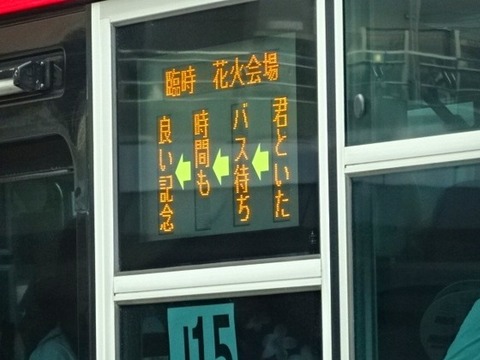 臨時 花火会場
君といた
バス待ち
時間も
良い記念
J15